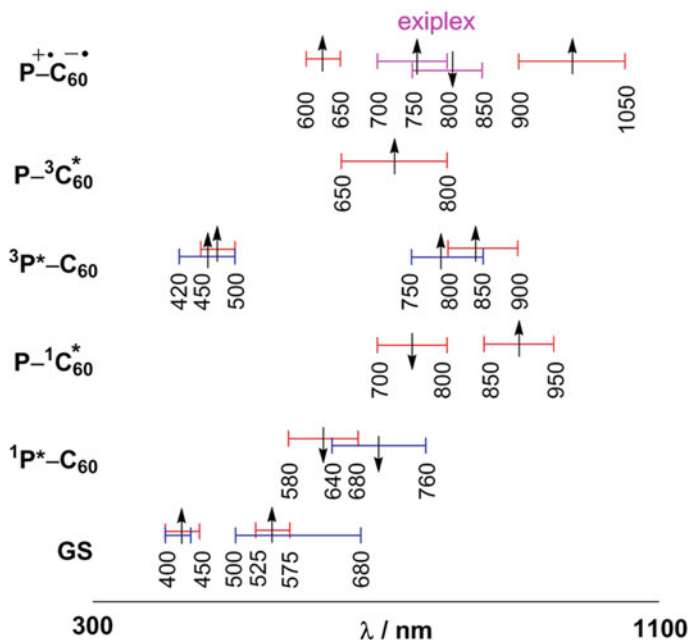 exiplex
P⁺•–C₆₀⁻•
600 650 700 750 800 850 900 1050
P–³C₆₀*
650 800
³P*–C₆₀
420 450 500 750 800 850 900
P–¹C₆₀*
700 800 850 950
¹P*–C₆₀
580 640 680 760
GS
400 450 500 525 575 680
300 λ / nm 1100